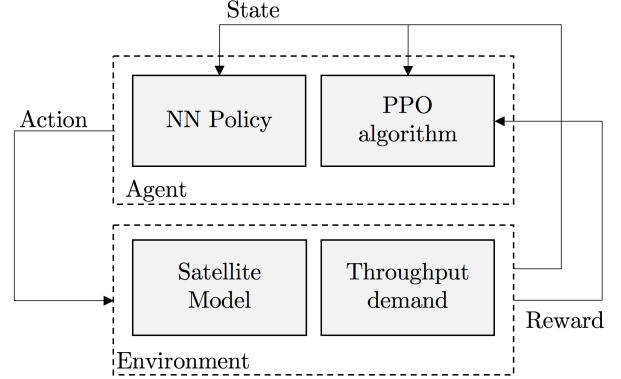 State
Action
NN Policy
PPO
algorithm
Agent
Satellite
Model
Throughput
demand
Reward
Environment